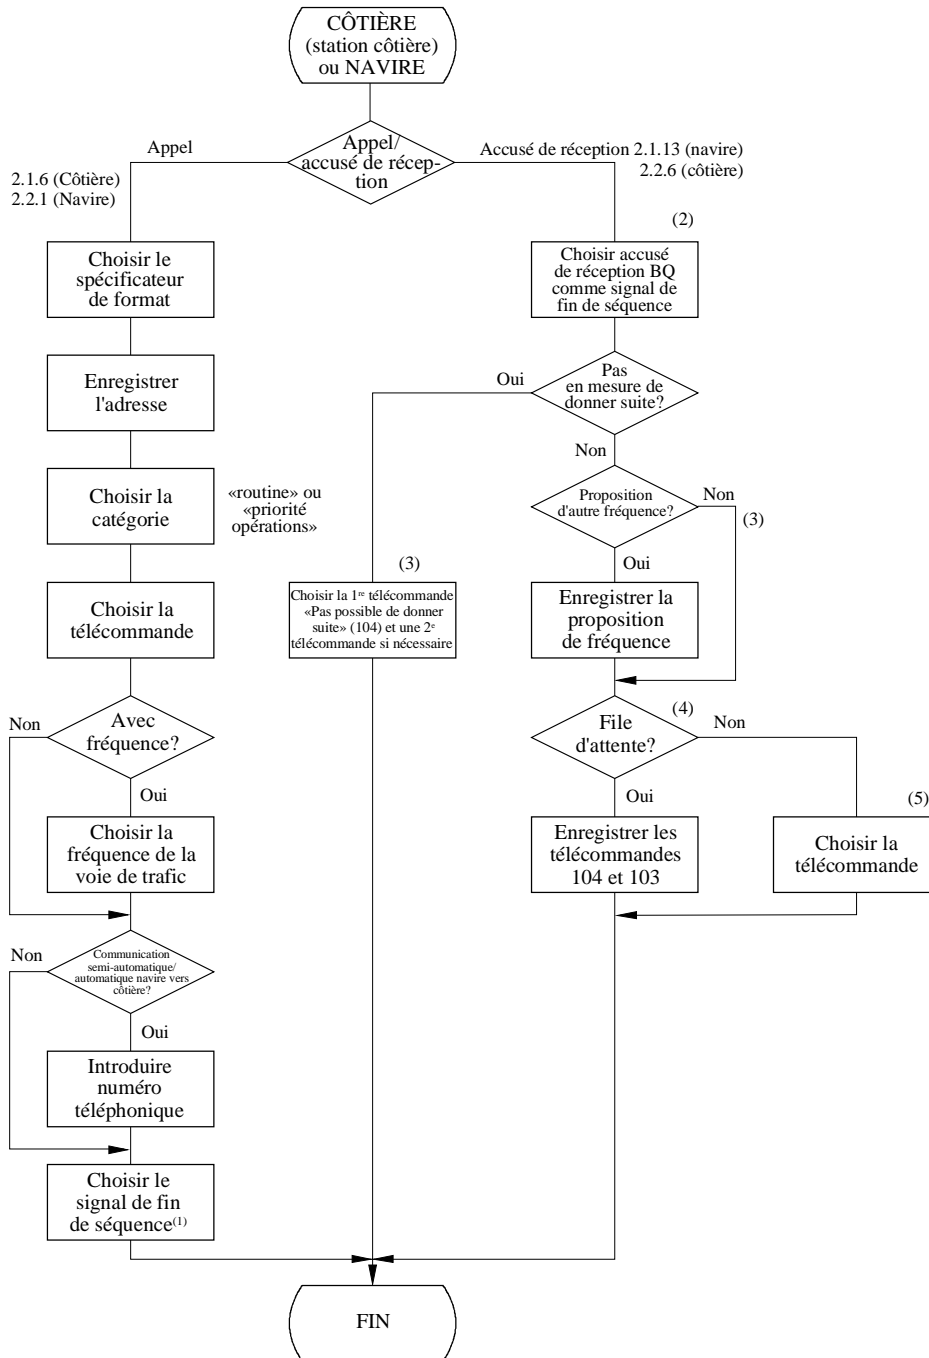 CÔTIÈRE
(station côtière)
ou NAVIRE
Appel/
accusé de récep-
tion
Appel
Accusé de réception 2.1.13 (navire)
2.2.6 (côtière)
2.1.6 (Côtière)
2.2.1 (Navire)
(2)
Choisir le
spécificateur
de format
Choisir accusé
de réception BQ
comme signal de
fin de séquence
Enregistrer
l'adresse
Oui
Pas
en mesure de
donner suite?
Non
Choisir la
catégorie
«routine» ou
«priorité
opérations»
Proposition
d'autre fréquence?
Non
(3)
Oui
Choisir la
télécommande
(3)
Choisir la 1re télécommande
«Pas possible de donner
suite» (104) et une 2e
télécommande si nécessaire
Enregistrer la
proposition
de fréquence
Non
Avec
fréquence?
Oui
(4)
File
d'attente?
Non
Oui
(5)
Choisir la
fréquence de la
voie de trafic
Enregistrer les
télécommandes
104 et 103
Choisir la
télécommande
Non
Communication
semi-automatique/
automatique navire vers
côtière?
Oui
Introduire
numéro
téléphonique
Choisir le
signal de fin
de séquence(1)
FIN